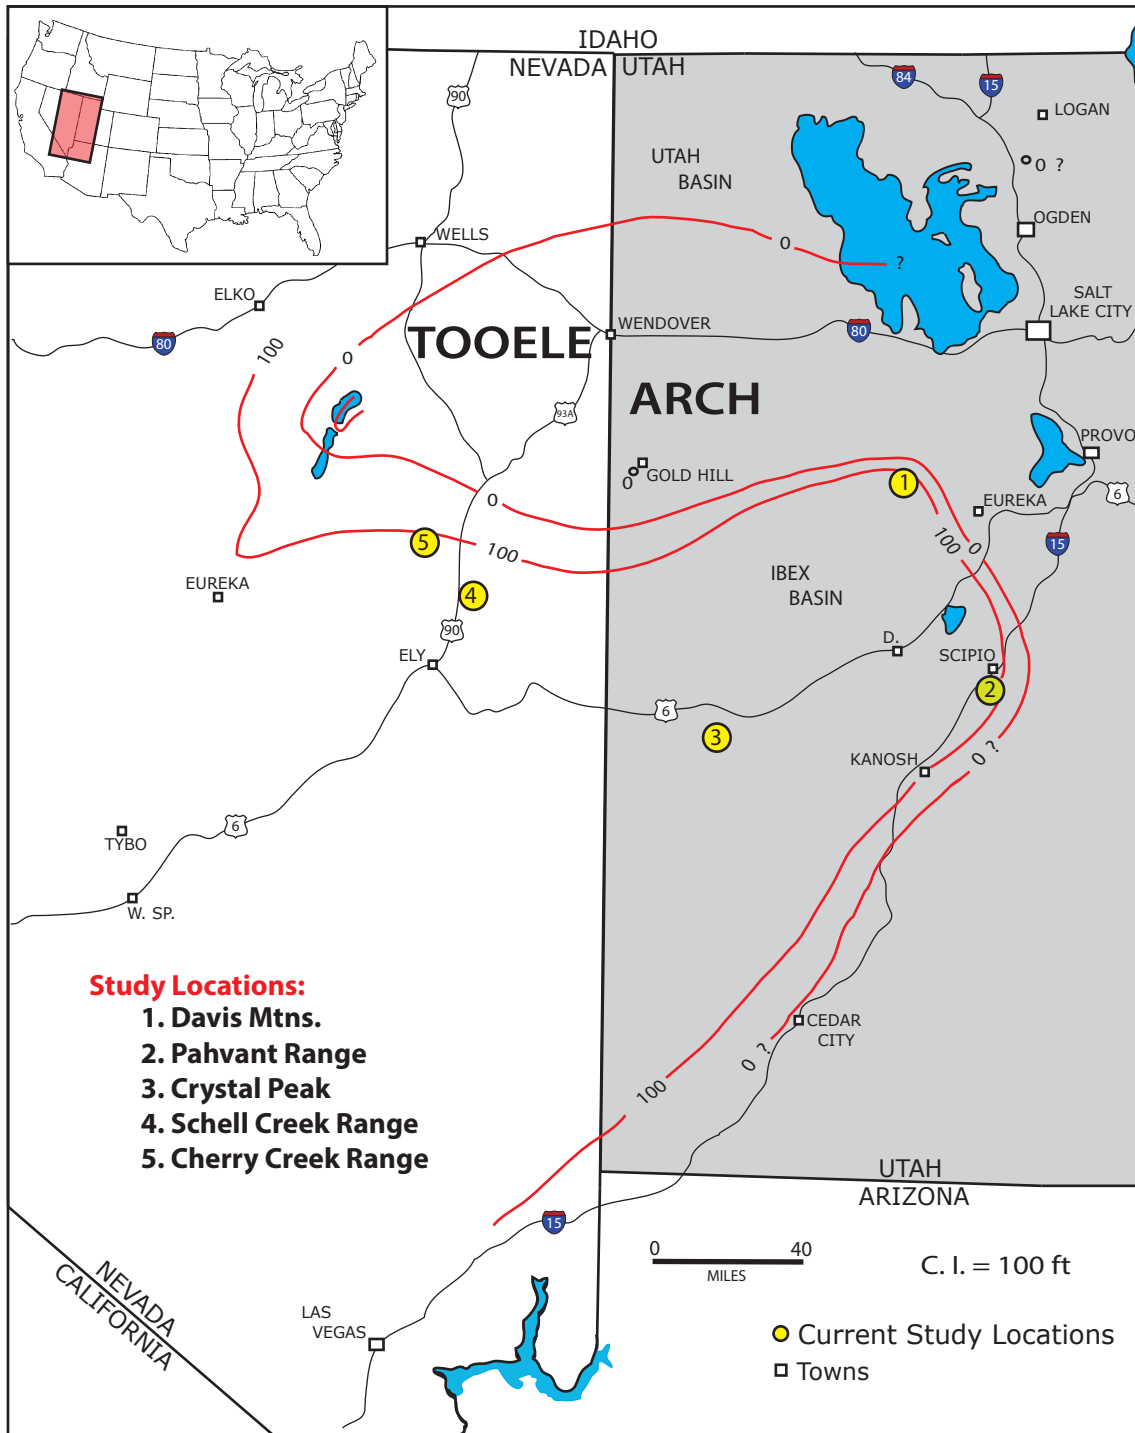 IDAHO
NEVADA
UTAH
90
84
15
LOGAN
0 ?
UTAH
BASIN
OGDEN
WELLS
0
?
ELKO
SALT
LAKE CITY
80
100
0
TOOELE
WENDOVER
80
ARCH
93A
PROVO
GOLD HILL
0
1
6
0
EUREKA
5
100
100
0
15
EUREKA
4
IBEX
BASIN
90
D.
ELY
SCIPIO
2
6
3
KANOSH
0 ?
6
TYBO
W. SP.
Study Locations:
1. Davis Mtns.
2. Pahvant Range
3. Crystal Peak
4. Schell Creek Range
5. Cherry Creek Range
CEDAR
CITY
0 ?
100
UTAH
ARIZONA
15
0
40
MILES
C. I. = 100 ft
NEVADA
CALIFORNIA
LAS
VEGAS
Current Study Locations
Towns